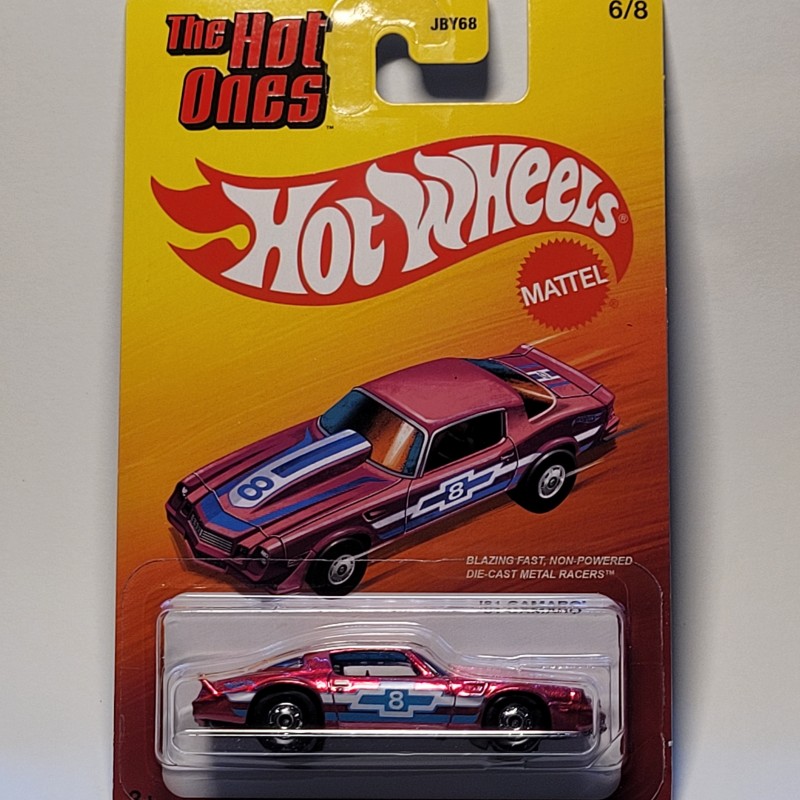 The Hot
Ones™
JBY68
6/8
Hot Wheels®
MATTEL®
8
H
8
BLAZING FAST, NON-POWERED
DIE-CAST METAL RACERS™
'81 CAMARO
8